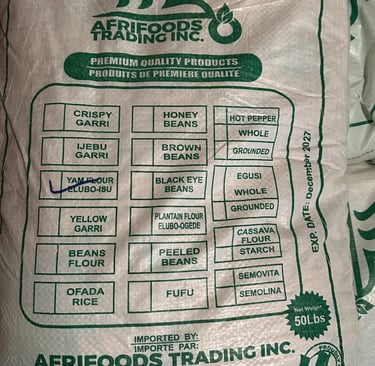 AFRIFOODS
TRADING INC.
PREMIUM QUALITY PRODUCTS
PRODUITS DE PREMIERE QUALITE
CRISPY
GARRI
HONEY
BEANS
HOT PEPPER
WHOLE
GROUNDED
IJEBU
GARRI
BROWN
BEANS
YAM FLOUR
ELUBO-ISU
BLACK EYE
BEANS
EGUSI
WHOLE
GROUNDED
YELLOW
GARRI
PLANTAIN FLOUR
ELUBO-OGEDE
CASSAVA
FLOUR
STARCH
BEANS
FLOUR
PEELED
BEANS
SEMOVITA
SEMOLINA
OFADA
RICE
FUFU
EXP. DATE: December 2027
Net Weight
50Lbs
IMPORTED BY:
IMPORTE PAR:
AFRIFOODS TRADING INC.